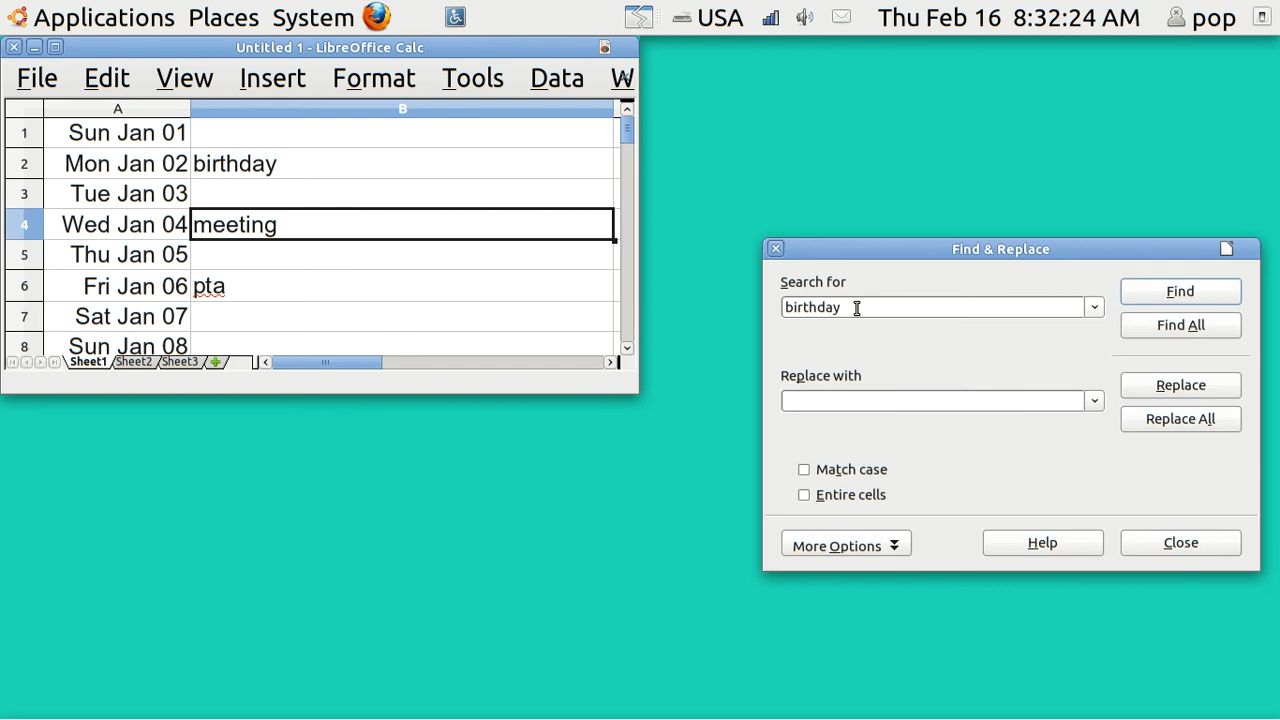 Applications Places System USA Thu Feb 16 8:32:24 AM pop
Untitled 1 - LibreOffice Calc
File Edit View Insert Format Tools Data W
A B
1 Sun Jan 01
2 Mon Jan 02 birthday
3 Tue Jan 03
4 Wed Jan 04 meeting
5 Thu Jan 05
6 Fri Jan 06 pta
7 Sat Jan 07
8 Sun Jan 08
Sheet1 Sheet2 Sheet3
Find & Replace
Search for
birthday
Find
Find All
Replace with
Replace
Replace All
Match case
Entire cells
More Options Help Close